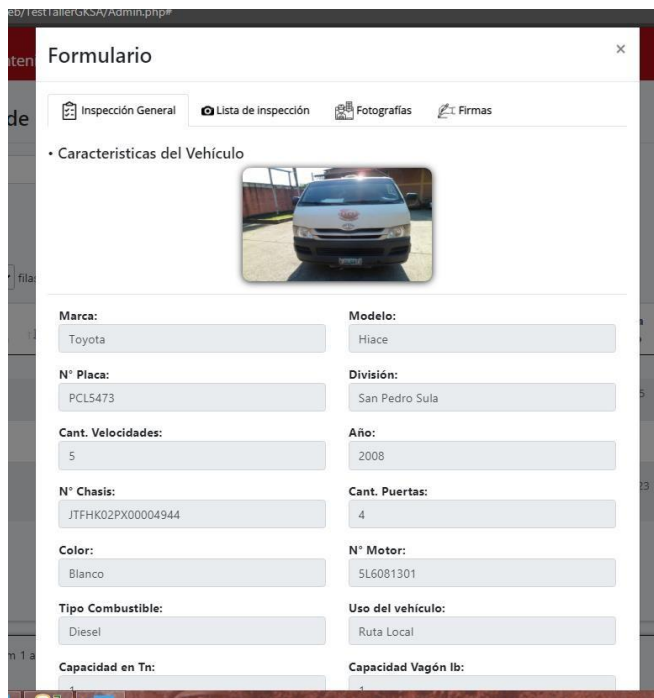 eb/TestTallerGKSA/Admin.php#
Formulario
×
Inspección General
Lista de inspección
Fotografías
Firmas
de
• Caracteristicas del Vehículo
filas
Marca:
Modelo:
Toyota
Hiace
N° Placa:
División:
PCL5473
San Pedro Sula
Cant. Velocidades:
Año:
5
2008
N° Chasis:
Cant. Puertas:
JTFHK02PX00004944
4
Color:
N° Motor:
Blanco
5L6081301
Tipo Combustible:
Uso del vehículo:
Diesel
Ruta Local
Capacidad en Tn:
Capacidad Vagón lb:
1
1